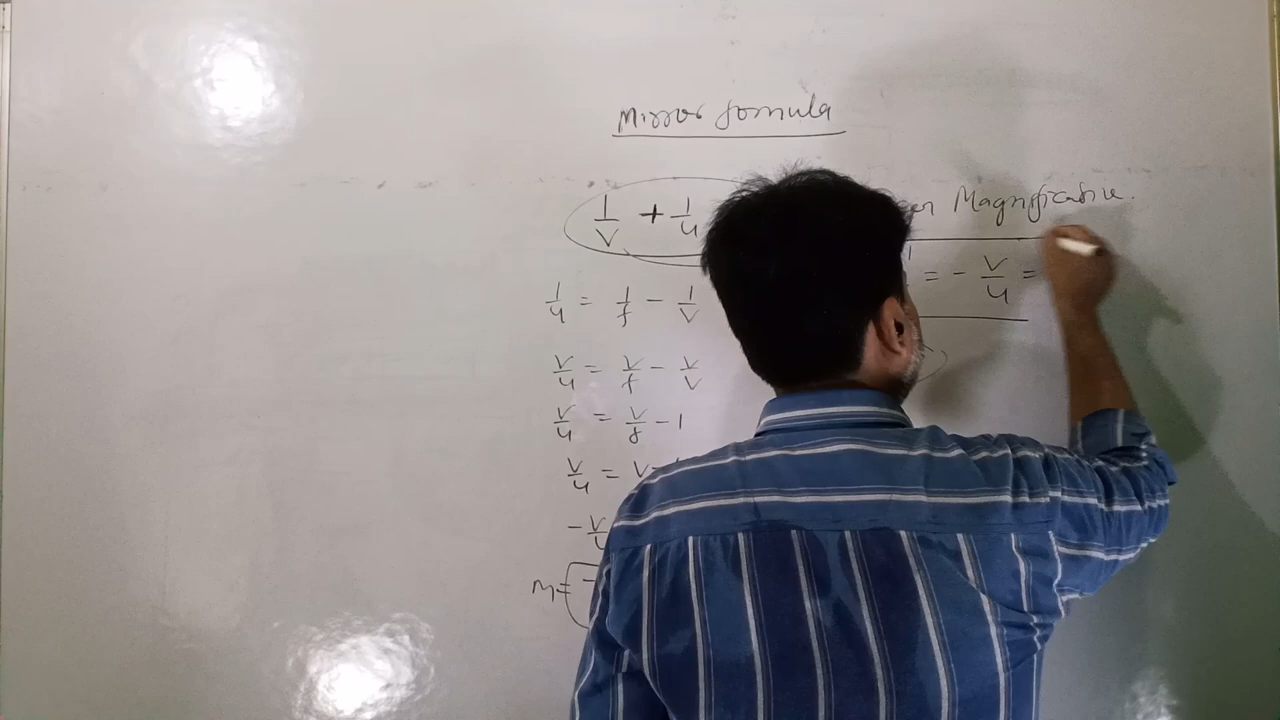 Mirror formula
1/v + 1/u
Magnification.
= - v/u =
1/u = 1/f - 1/v
v/u = v/f - v/v
v/u = v/f - 1
v/u = v-
- v/u
m =